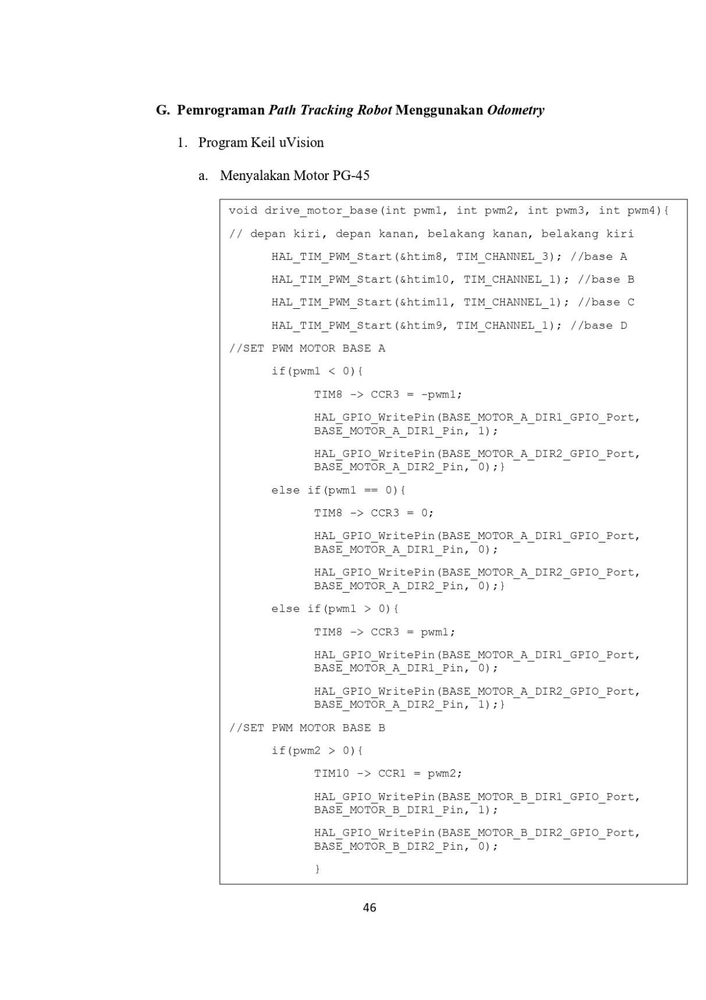 G. Pemrograman Path Tracking Robot Menggunakan Odometry
1. Program Keil uVision
a. Menyalakan Motor PG-45
void drive_motor_base(int pwm1, int pwm2, int pwm3, int pwm4){
// depan kiri, depan kanan, belakang kanan, belakang kiri
HAL_TIM_PWM_Start(&htim8, TIM_CHANNEL_3); //base A
HAL_TIM_PWM_Start(&htim10, TIM_CHANNEL_1); //base B
HAL_TIM_PWM_Start(&htim11, TIM_CHANNEL_1); //base C
HAL_TIM_PWM_Start(&htim9, TIM_CHANNEL_1); //base D
//SET PWM MOTOR BASE A
if(pwm1 < 0){
TIM8 -> CCR3 = -pwm1;
HAL_GPIO_WritePin(BASE_MOTOR_A_DIR1_GPIO_Port,
BASE_MOTOR_A_DIR1_Pin, 1);
HAL_GPIO_WritePin(BASE_MOTOR_A_DIR2_GPIO_Port,
BASE_MOTOR_A_DIR2_Pin, 0);}
else if(pwm1 == 0){
TIM8 -> CCR3 = 0;
HAL_GPIO_WritePin(BASE_MOTOR_A_DIR1_GPIO_Port,
BASE_MOTOR_A_DIR1_Pin, 0);
HAL_GPIO_WritePin(BASE_MOTOR_A_DIR2_GPIO_Port,
BASE_MOTOR_A_DIR2_Pin, 0);}
else if(pwm1 > 0){
TIM8 -> CCR3 = pwm1;
HAL_GPIO_WritePin(BASE_MOTOR_A_DIR1_GPIO_Port,
BASE_MOTOR_A_DIR1_Pin, 0);
HAL_GPIO_WritePin(BASE_MOTOR_A_DIR2_GPIO_Port,
BASE_MOTOR_A_DIR2_Pin, 1);}
//SET PWM MOTOR BASE B
if(pwm2 > 0){
TIM10 -> CCR1 = pwm2;
HAL_GPIO_WritePin(BASE_MOTOR_B_DIR1_GPIO_Port,
BASE_MOTOR_B_DIR1_Pin, 1);
HAL_GPIO_WritePin(BASE_MOTOR_B_DIR2_GPIO_Port,
BASE_MOTOR_B_DIR2_Pin, 0);
}
46